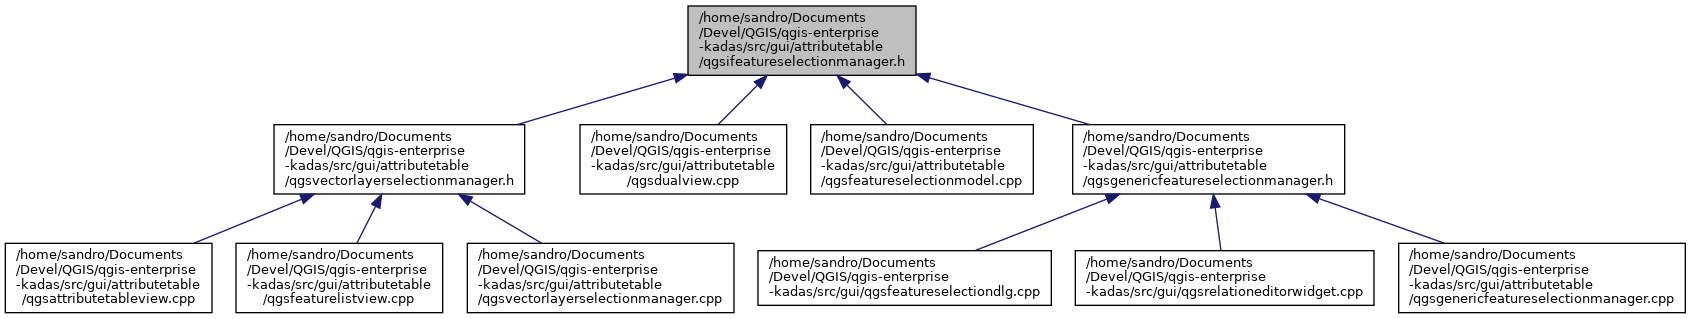 /home/sandro/Documents
/Devel/QGIS/qgis-enterprise
-kadas/src/gui/attributetable
/qgsifeatureselectionmanager.h
/home/sandro/Documents
/Devel/QGIS/qgis-enterprise
-kadas/src/gui/attributetable
/qgsvectorlayerselectionmanager.h
/home/sandro/Documents
/Devel/QGIS/qgis-enterprise
-kadas/src/gui/attributetable
/qgsdualview.cpp
/home/sandro/Documents
/Devel/QGIS/qgis-enterprise
-kadas/src/gui/attributetable
/qgsfeatureselectionmodel.cpp
/home/sandro/Documents
/Devel/QGIS/qgis-enterprise
-kadas/src/gui/attributetable
/qgsgenericfeatureselectionmanager.h
/home/sandro/Documents
/Devel/QGIS/qgis-enterprise
-kadas/src/gui/attributetable
/qgsattributetableview.cpp
/home/sandro/Documents
/Devel/QGIS/qgis-enterprise
-kadas/src/gui/attributetable
/qgsfeaturelistview.cpp
/home/sandro/Documents
/Devel/QGIS/qgis-enterprise
-kadas/src/gui/attributetable
/qgsvectorlayerselectionmanager.cpp
/home/sandro/Documents
/Devel/QGIS/qgis-enterprise
-kadas/src/gui/qgsfeatureselectiondlg.cpp
/home/sandro/Documents
/Devel/QGIS/qgis-enterprise
-kadas/src/gui/qgsrelationeditorwidget.cpp
/home/sandro/Documents
/Devel/QGIS/qgis-enterprise
-kadas/src/gui/attributetable
/qgsgenericfeatureselectionmanager.cpp